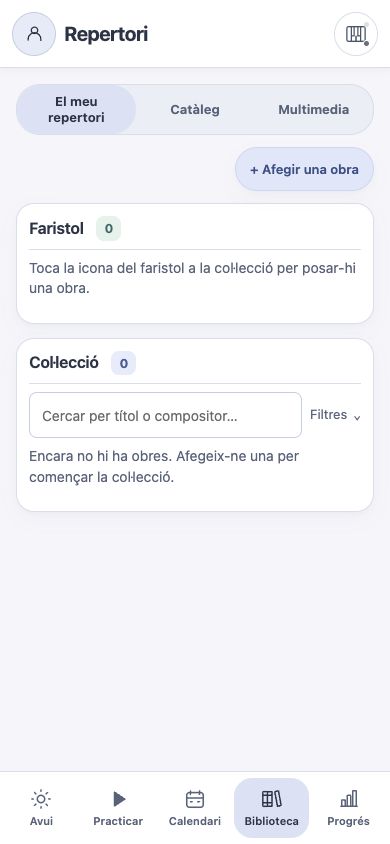 Repertori
El meu
repertori
Catàleg
Multimedia
+ Afegir una obra
Faristol 0
Toca la icona del faristol a la col·lecció per posar-hi
una obra.
Col·lecció 0
Cercar per títol o compositor...
Filtres
Encara no hi ha obres. Afegeix-ne una per
començar la col·lecció.
Avui
Practicar
Calendari
Biblioteca
Progrés